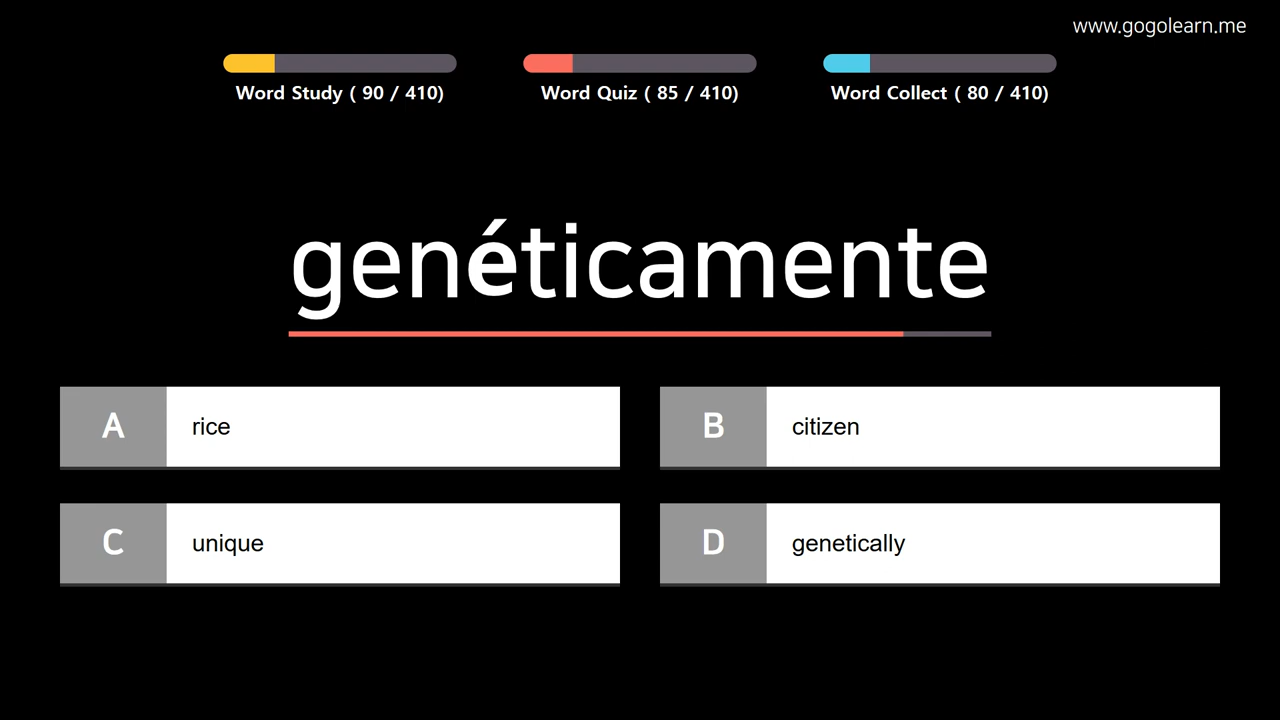 www.gogolearn.me
Word Study ( 90 / 410)
Word Quiz ( 85 / 410)
Word Collect ( 80 / 410)
genéticamente
A
rice
B
citizen
C
unique
D
genetically